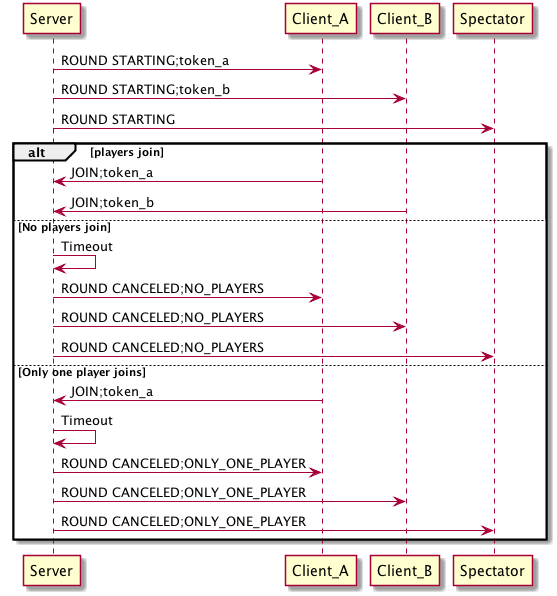 Server Client_A Client_B Spectator
ROUND STARTING;token_a
ROUND STARTING;token_b
ROUND STARTING
alt [players join]
JOIN;token_a
JOIN;token_b
[No players join]
Timeout
ROUND CANCELED;NO_PLAYERS
ROUND CANCELED;NO_PLAYERS
ROUND CANCELED;NO_PLAYERS
[Only one player joins]
JOIN;token_a
Timeout
ROUND CANCELED;ONLY_ONE_PLAYER
ROUND CANCELED;ONLY_ONE_PLAYER
ROUND CANCELED;ONLY_ONE_PLAYER
Server Client_A Client_B Spectator